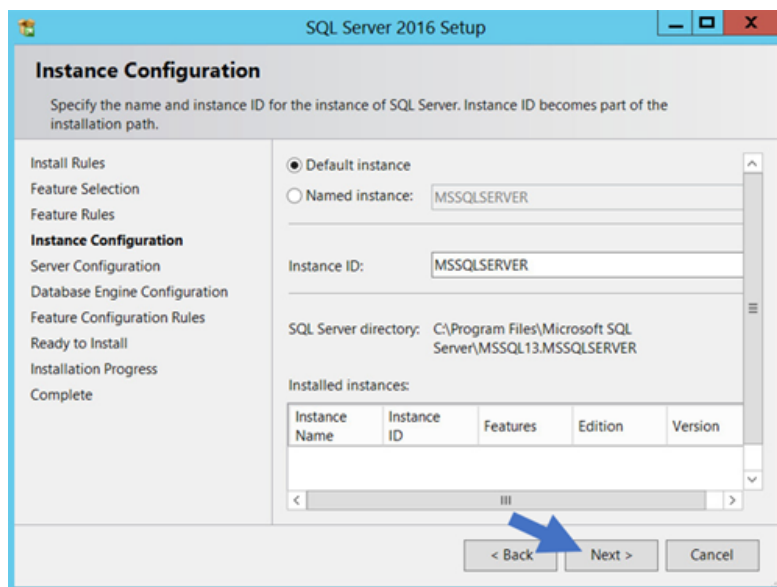 SQL Server 2016 Setup
Instance Configuration
Specify the name and instance ID for the instance of SQL Server. Instance ID becomes part of the
installation path.
Install Rules
Feature Selection
Feature Rules
Instance Configuration
Server Configuration
Database Engine Configuration
Feature Configuration Rules
Ready to Install
Installation Progress
Complete
Default instance
Named instance: MSSQLSERVER
Instance ID: MSSQLSERVER
SQL Server directory: C:\Program Files\Microsoft SQL
Server\MSSQL13.MSSQLSERVER
Installed instances:
Instance Name Instance ID Features Edition Version
< Back Next > Cancel